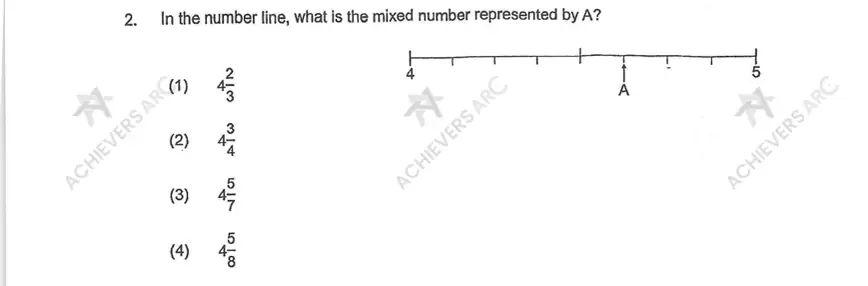 2. In the number line, what is the mixed number represented by A?
4 5
A
(1) 4 2/3
(2) 4 3/4
(3) 4 5/7
(4) 4 5/8
ACHIEVERS ARC
ACHIEVERS ARC
ACHIEVERS ARC